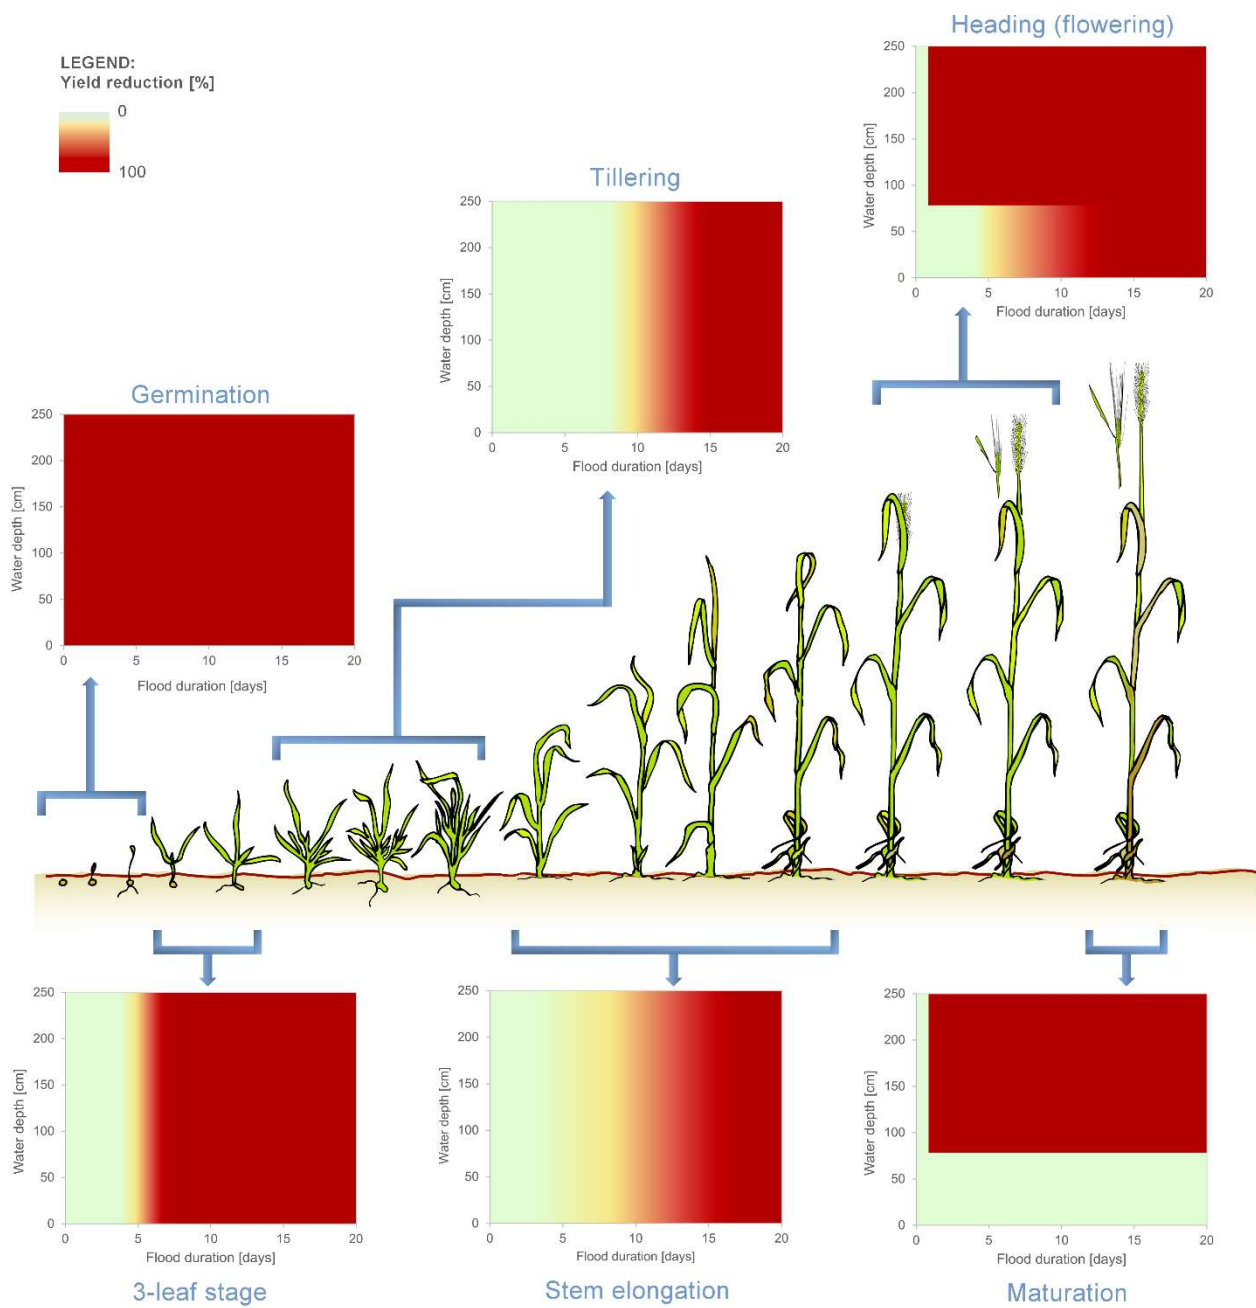 Heading (flowering)
LEGEND:
Yield reduction [%]
0
100
250
200
150
100
50
0
Water depth [cm]
0 5 10 15 20
Flood duration [days]
Tillering
250
200
150
100
50
0
Water depth [cm]
0 5 10 15 20
Flood duration [days]
Germination
250
200
150
100
50
0
Water depth [cm]
0 5 10 15 20
Flood duration [days]
250
200
150
100
50
0
Water depth [cm]
0 5 10 15 20
Flood duration [days]
3-leaf stage
250
200
150
100
50
0
Water depth [cm]
0 5 10 15 20
Flood duration [days]
Stem elongation
250
200
150
100
50
0
Water depth [cm]
0 5 10 15 20
Flood duration [days]
Maturation